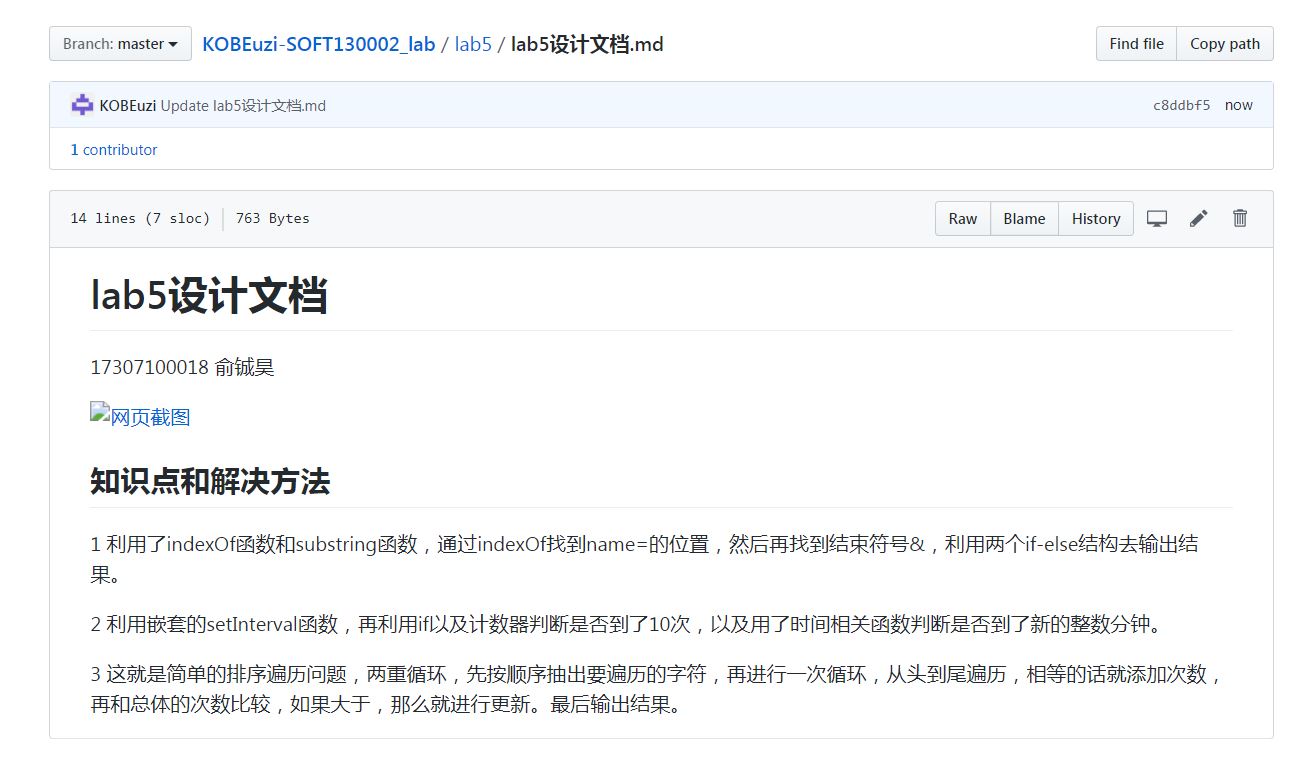 Branch: master
KOBEuzi-SOFT130002_lab / lab5 / lab5设计文档.md
Find file
Copy path
KOBEuzi Update lab5设计文档.md
c8ddbf5 now
1 contributor
14 lines (7 sloc) 763 Bytes
Raw
Blame
History
lab5设计文档
17307100018 俞铖昊
网页截图
知识点和解决方法
1 利用了indexOf函数和substring函数，通过indexOf找到name=的位置，然后再找到结束符号&，利用两个if-else结构去输出结
果。
2 利用嵌套的setInterval函数，再利用if以及计数器判断是否到了10次，以及用了时间相关函数判断是否到了新的整数分钟。
3 这就是简单的排序遍历问题，两重循环，先按顺序抽出要遍历的字符，再进行一次循环，从头到尾遍历，相等的话就添加次数，
再和总体的次数比较，如果大于，那么就进行更新。最后输出结果。